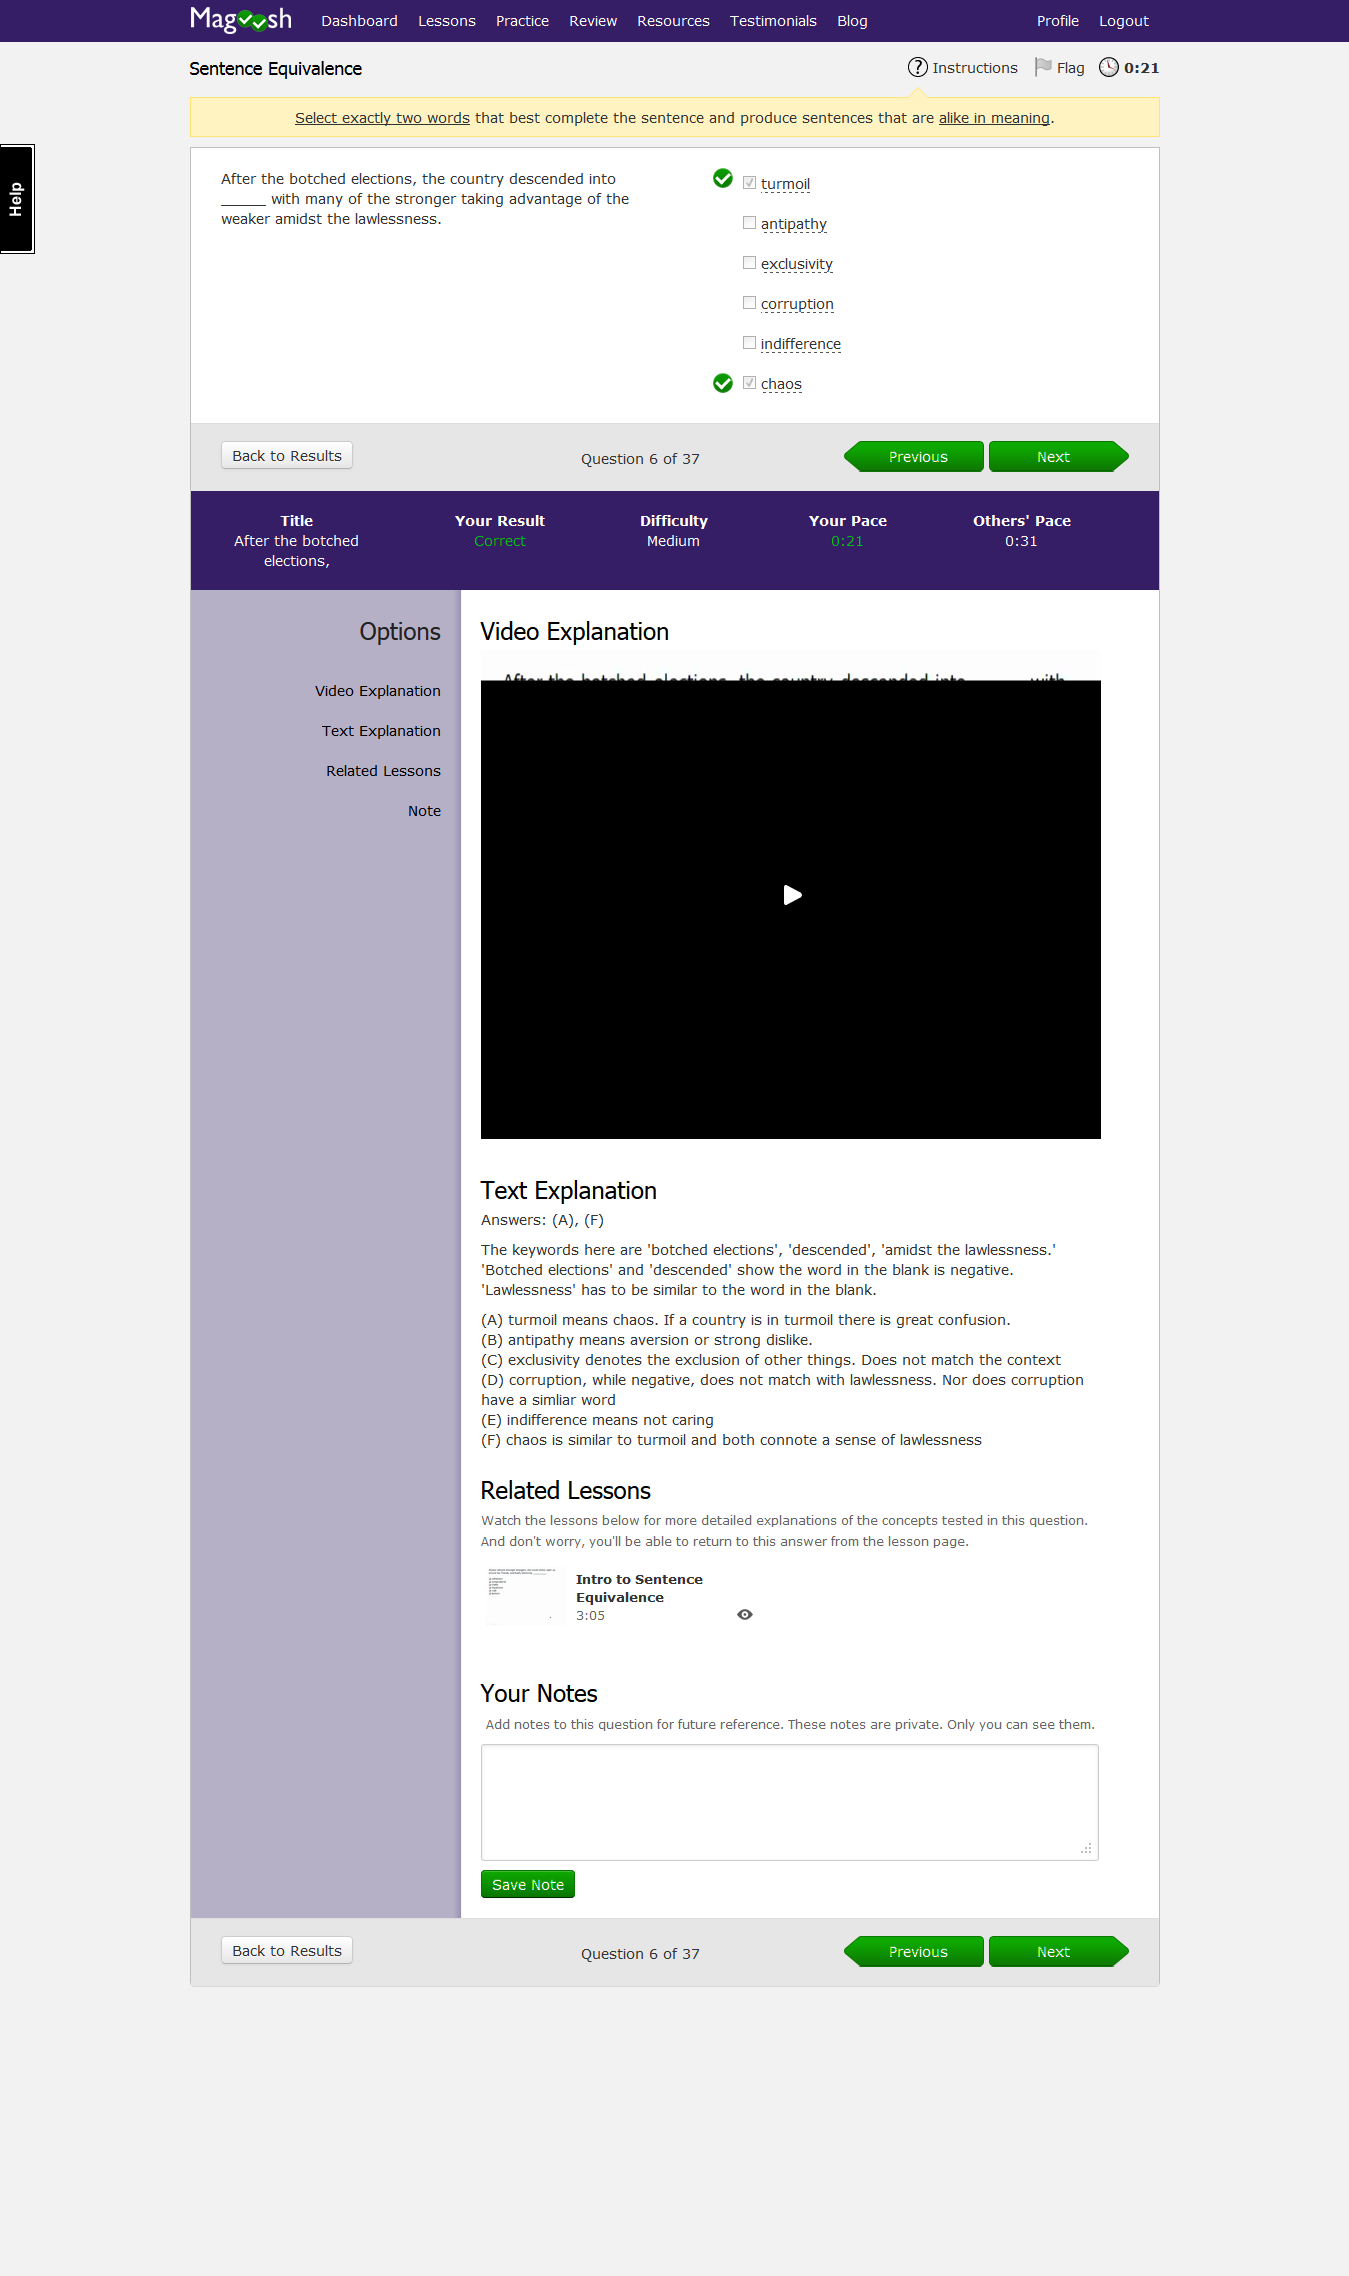 Magoosh Dashboard Lessons Practice Review Resources Testimonials Blog Profile Logout
Sentence Equivalence
Instructions Flag 0:21
Select exactly two words that best complete the sentence and produce sentences that are alike in meaning.
Help
After the botched elections, the country descended into
_____ with many of the stronger taking advantage of the
weaker amidst the lawlessness.
turmoil
antipathy
exclusivity
corruption
indifference
chaos
Back to Results Question 6 of 37 Previous Next
Title Your Result Difficulty Your Pace Others' Pace
After the botched Correct Medium 0:21 0:31
elections,
Options
Video Explanation
Text Explanation
Related Lessons
Note
Video Explanation
After the botched elections, the country descended into _____ with
Text Explanation
Answers: (A), (F)
The keywords here are 'botched elections', 'descended', 'amidst the lawlessness.'
'Botched elections' and 'descended' show the word in the blank is negative.
'Lawlessness' has to be similar to the word in the blank.
(A) turmoil means chaos. If a country is in turmoil there is great confusion.
(B) antipathy means aversion or strong dislike.
(C) exclusivity denotes the exclusion of other things. Does not match the context
(D) corruption, while negative, does not match with lawlessness. Nor does corruption
have a simliar word
(E) indifference means not caring
(F) chaos is similar to turmoil and both connote a sense of lawlessness
Related Lessons
Watch the lessons below for more detailed explanations of the concepts tested in this question.
And don't worry, you'll be able to return to this answer from the lesson page.
Intro to Sentence
Equivalence
3:05
Your Notes
Add notes to this question for future reference. These notes are private. Only you can see them.
Save Note
Back to Results Question 6 of 37 Previous Next